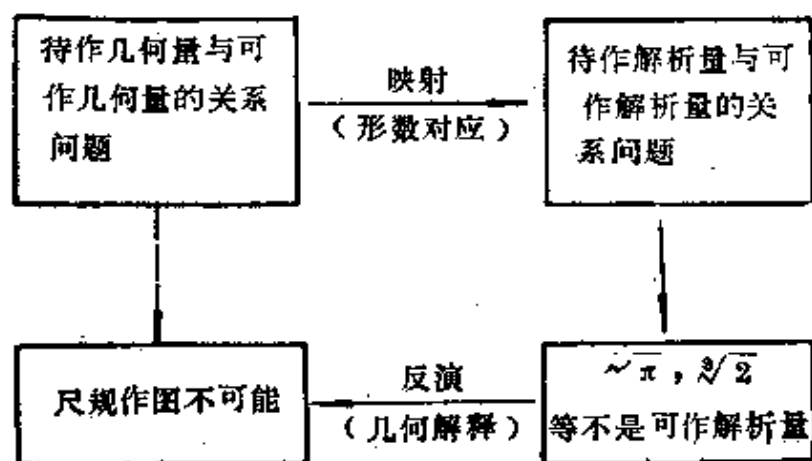 待作几何量与可
作几何量的关系
问题
映射
（形数对应）
待作解析量与可
作解析量的关
系问题
尺规作图不可能
反演
（几何解释）
√π，∛2
等不是可作解析量